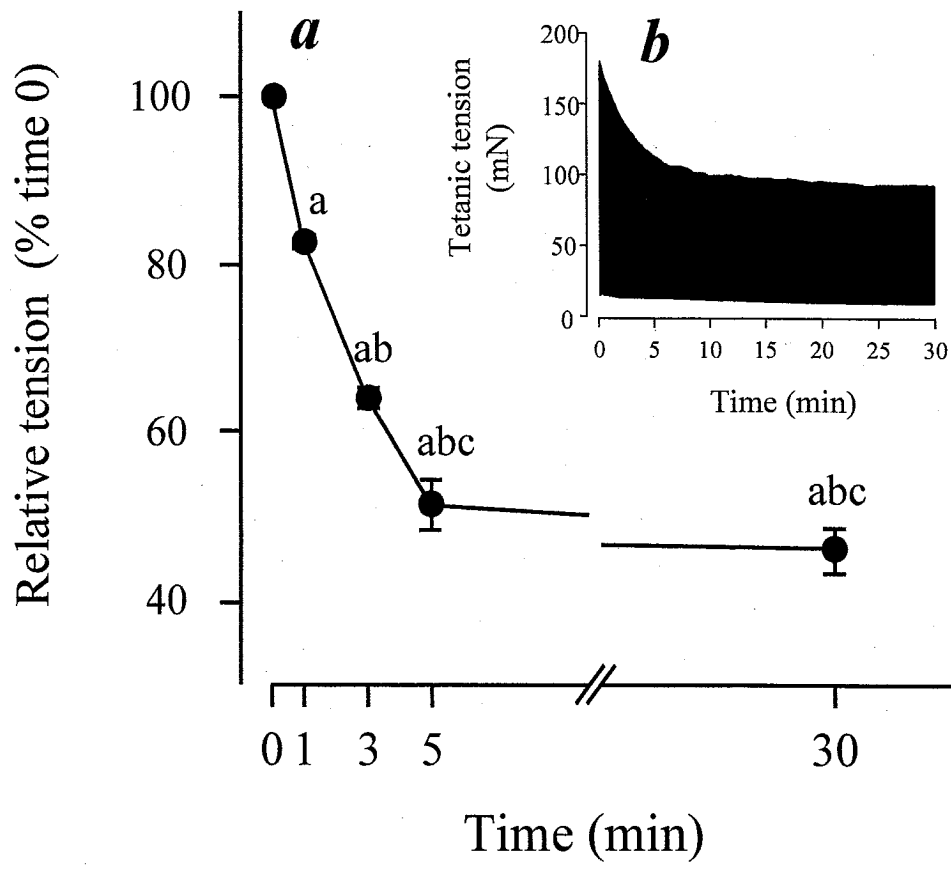 a
Relative tension (% time 0)
100
80
60
40
a
ab
abc
abc
0 1 3 5 30
Time (min)
b
Tetanic tension
(mN)
200
150
100
50
0
0 5 10 15 20 25 30
Time (min)